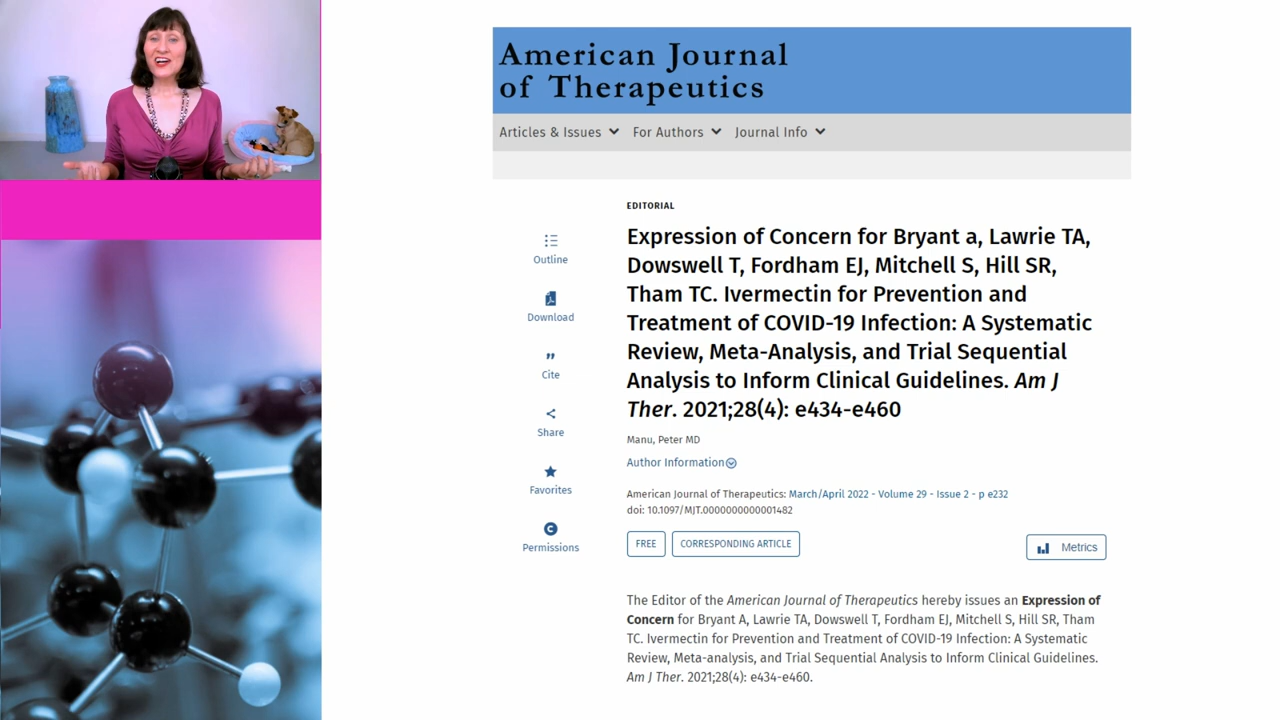 American Journal
of Therapeutics
Articles & Issues
For Authors
Journal Info
EDITORIAL
Expression of Concern for Bryant a, Lawrie TA,
Dowswell T, Fordham EJ, Mitchell S, Hill SR,
Tham TC. Ivermectin for Prevention and
Treatment of COVID-19 Infection: A Systematic
Review, Meta-Analysis, and Trial Sequential
Analysis to Inform Clinical Guidelines. Am J
Ther. 2021;28(4): e434-e460
Manu, Peter MD
Author Information
American Journal of Therapeutics: March/April 2022 - Volume 29 - Issue 2 - p e232
doi: 10.1097/MJT.0000000000001482
FREE
CORRESPONDING ARTICLE
Metrics
Outline
Download
Cite
Share
Favorites
Permissions
The Editor of the American Journal of Therapeutics hereby issues an Expression of
Concern for Bryant A, Lawrie TA, Dowswell T, Fordham EJ, Mitchell S, Hill SR, Tham
TC. Ivermectin for Prevention and Treatment of COVID-19 Infection: A Systematic
Review, Meta-analysis, and Trial Sequential Analysis to Inform Clinical Guidelines.
Am J Ther. 2021;28(4): e434-e460.